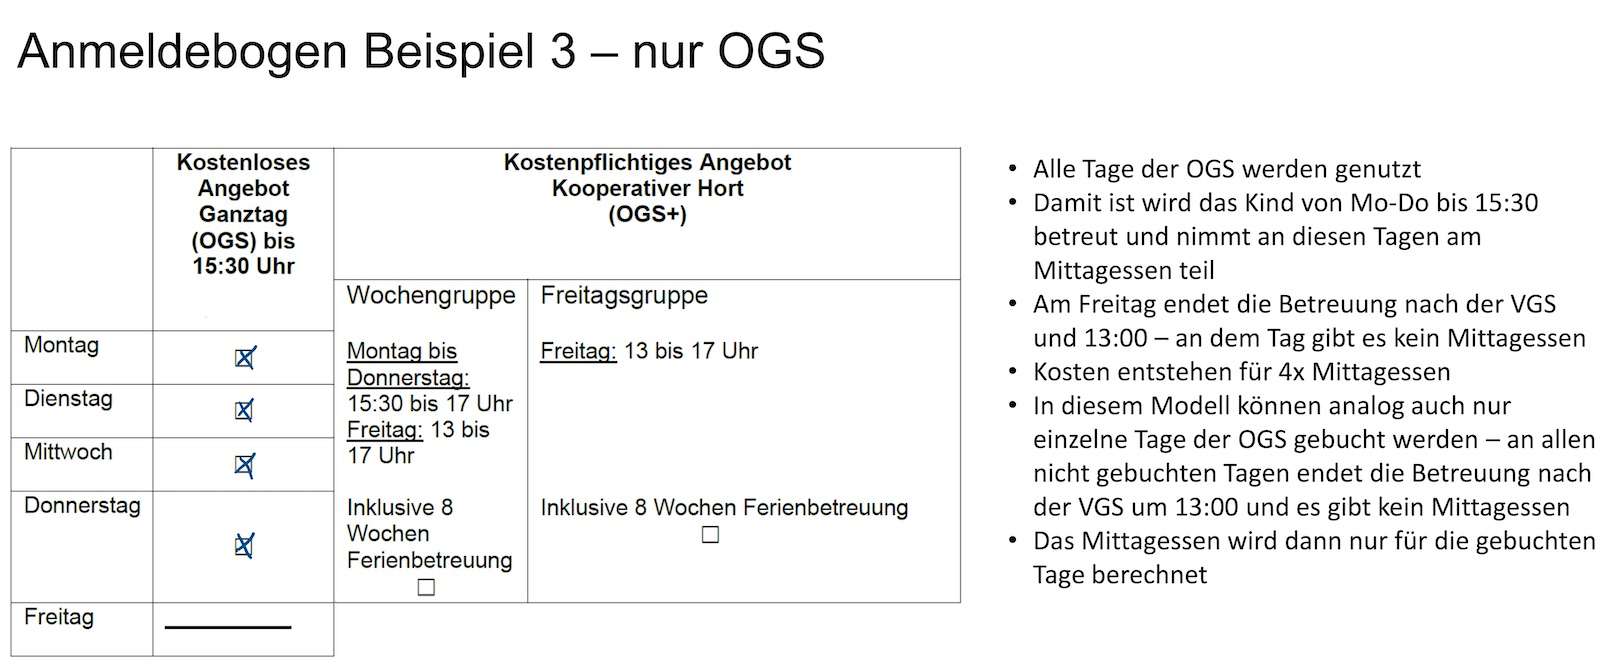 Anmeldebogen Beispiel 3 – nur OGS
Kostenloses
Angebot
Ganztag
(OGS) bis
15:30 Uhr
Kostenpflichtiges Angebot
Kooperativer Hort
(OGS+)
Wochengruppe
Freitagsgruppe
Montag
Dienstag
Mittwoch
Donnerstag
Freitag
Montag bis
Donnerstag:
15:30 bis 17 Uhr
Freitag: 13 bis
17 Uhr
Inklusive 8
Wochen
Ferienbetreuung
☐
Freitag: 13 bis 17 Uhr
Inklusive 8 Wochen Ferienbetreuung
☐
• Alle Tage der OGS werden genutzt
• Damit ist wird das Kind von Mo-Do bis 15:30
betreut und nimmt an diesen Tagen am
Mittagessen teil
• Am Freitag endet die Betreuung nach der VGS
und 13:00 – an dem Tag gibt es kein Mittagessen
• Kosten entstehen für 4x Mittagessen
• In diesem Modell können analog auch nur
einzelne Tage der OGS gebucht werden – an allen
nicht gebuchten Tagen endet die Betreuung nach
der VGS um 13:00 und es gibt kein Mittagessen
• Das Mittagessen wird dann nur für die gebuchten
Tage berechnet